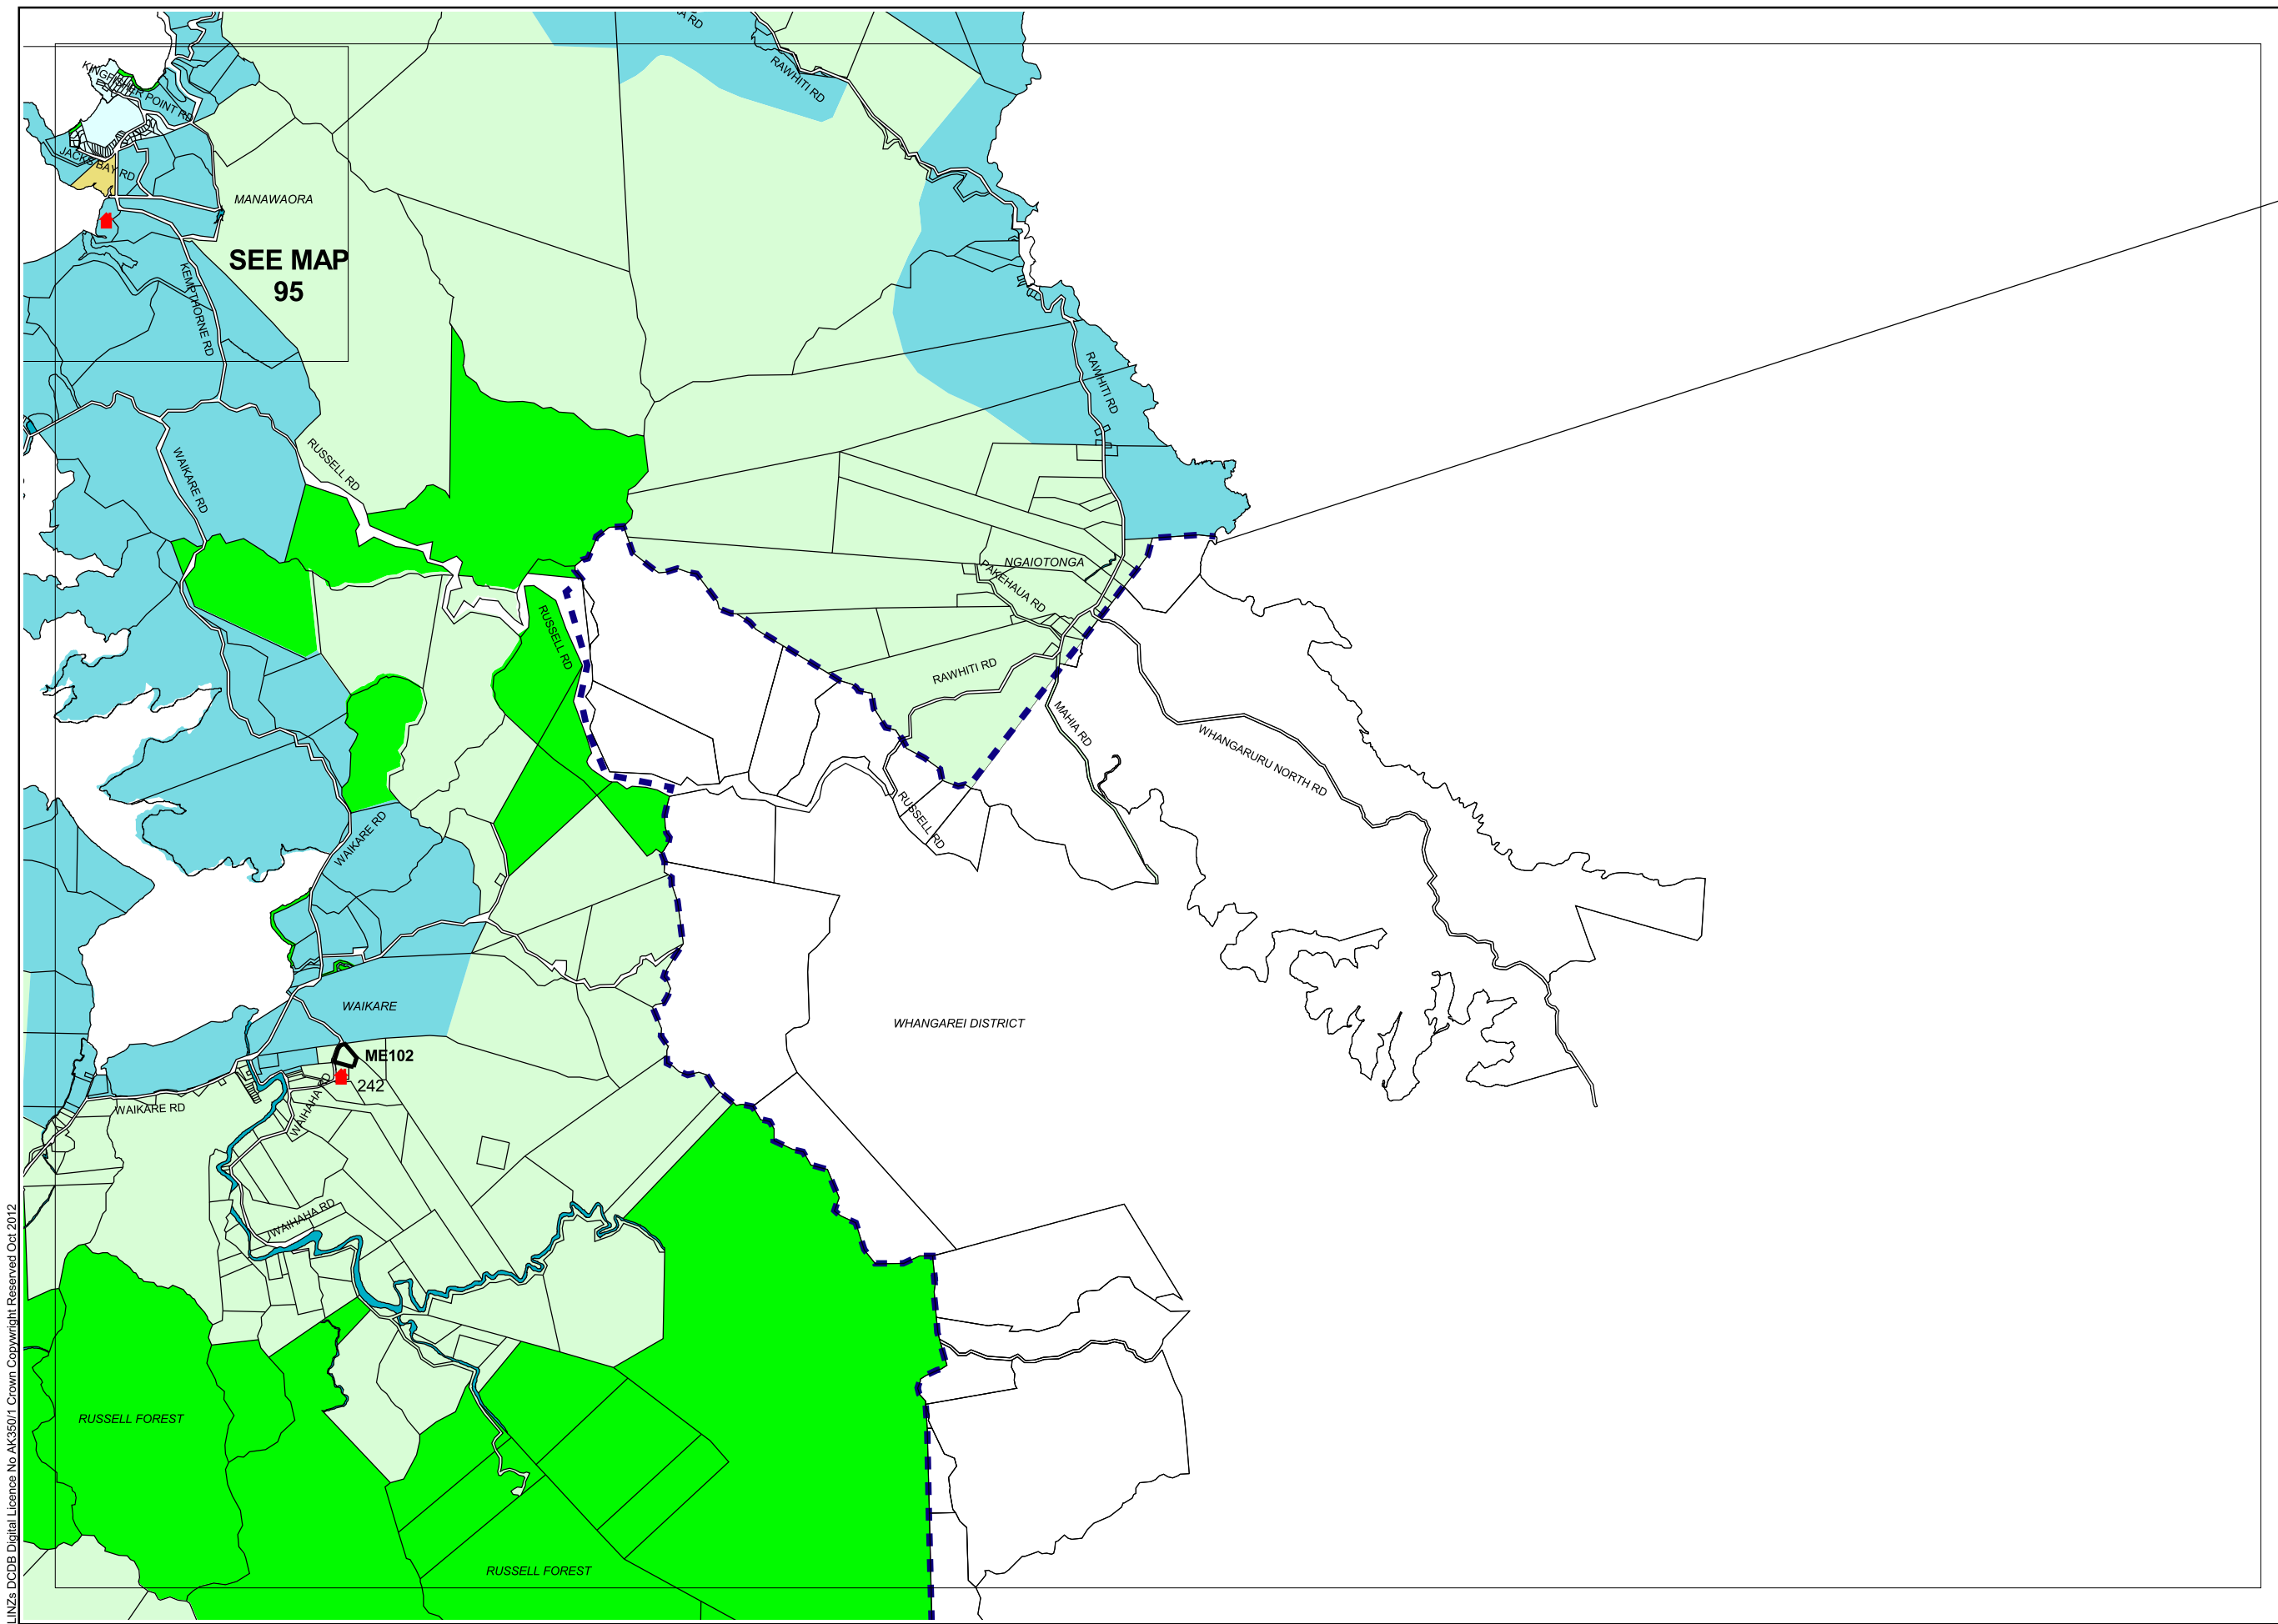 RAWHITI RD
KINGFISHER POINT RD
JACKS BAY RD
MANAWAORA
SEE MAP
95
KEMPTHORNE RD
RAWHITI RD
RUSSELL RD
WAIKARE RD
NGAIOTONGA
PAKEHAUA RD
RUSSELL RD
RAWHITI RD
MAHIA RD
WHANGARURU NORTH RD
RUSSELL RD
WAIKARE RD
WAIKARE
WHANGAREI DISTRICT
ME102
242
WAIKARE RD
WAIHAHA RD
WAIHAHA RD
RUSSELL FOREST
RUSSELL FOREST
LINZs DCDB Digital Licence No AK350/1 Crown Copywright Reserved Oct 2012